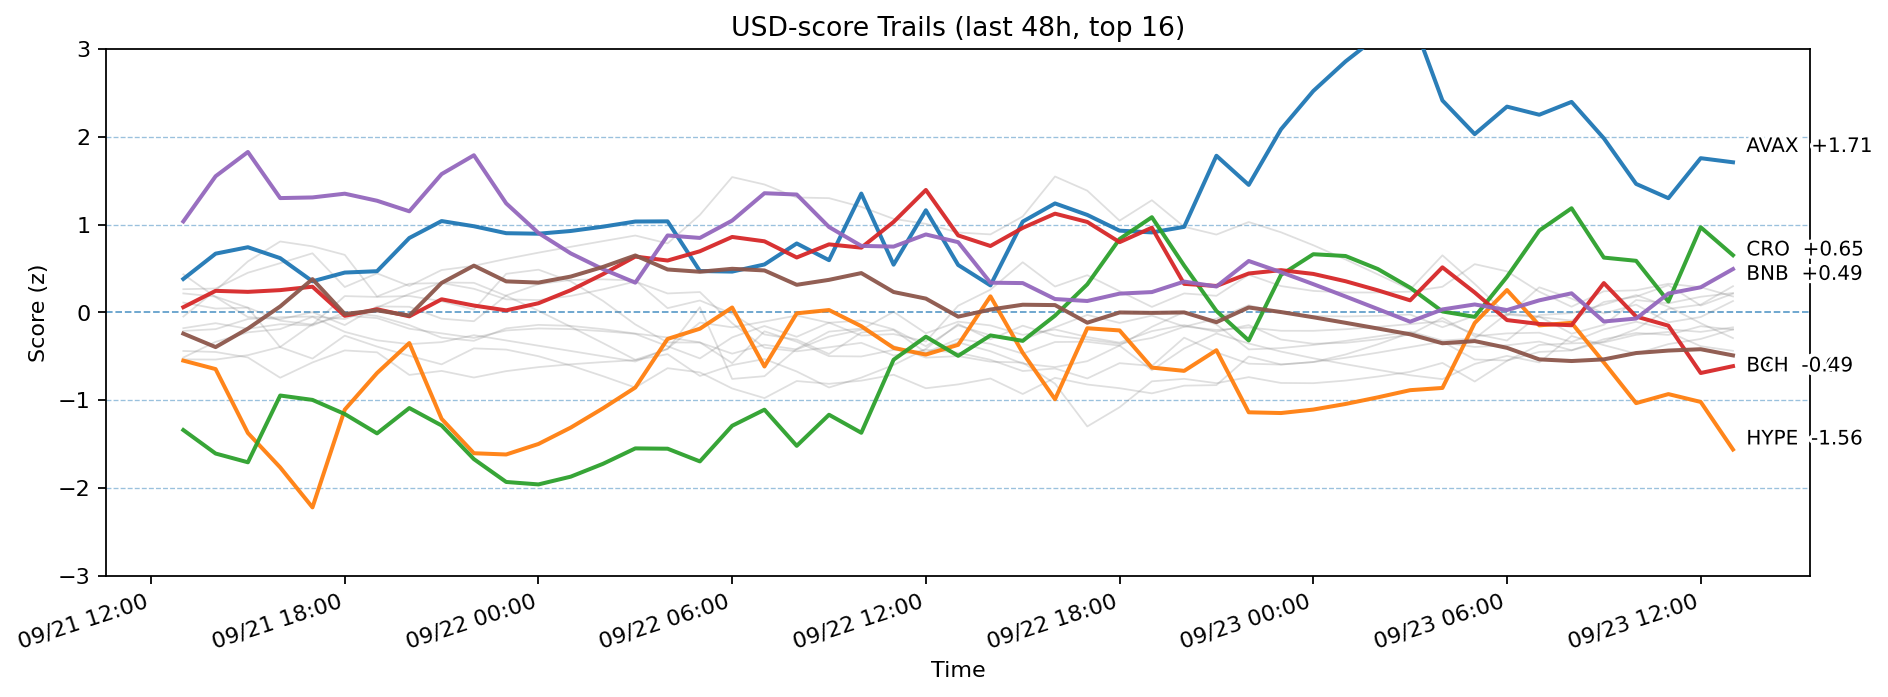 USD-score Trails (last 48h, top 16)
3
2
1
0
−1
−2
−3
Score (z)
AVAX +1.71
CRO +0.65
BNB +0.49
BCH -0.49
HYPE -1.56
09/21 12:00
09/21 18:00
09/22 00:00
09/22 06:00
09/22 12:00
09/22 18:00
09/23 00:00
09/23 06:00
09/23 12:00
Time